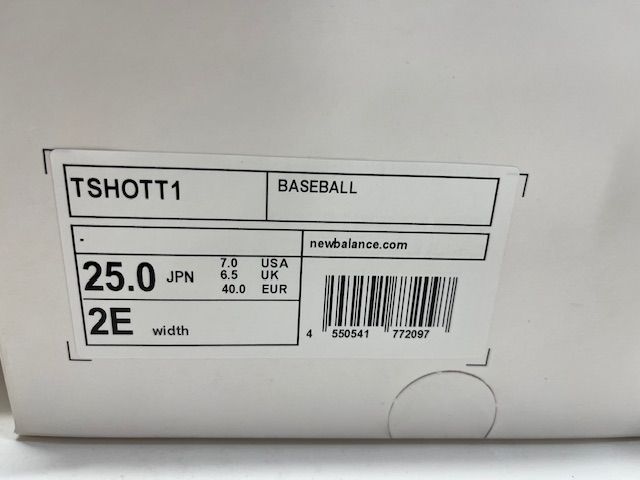 TSHOTT1
BASEBALL
-
newbalance.com
25.0 JPN
7.0 USA
6.5 UK
40.0 EUR
2E width
4 550541 772097